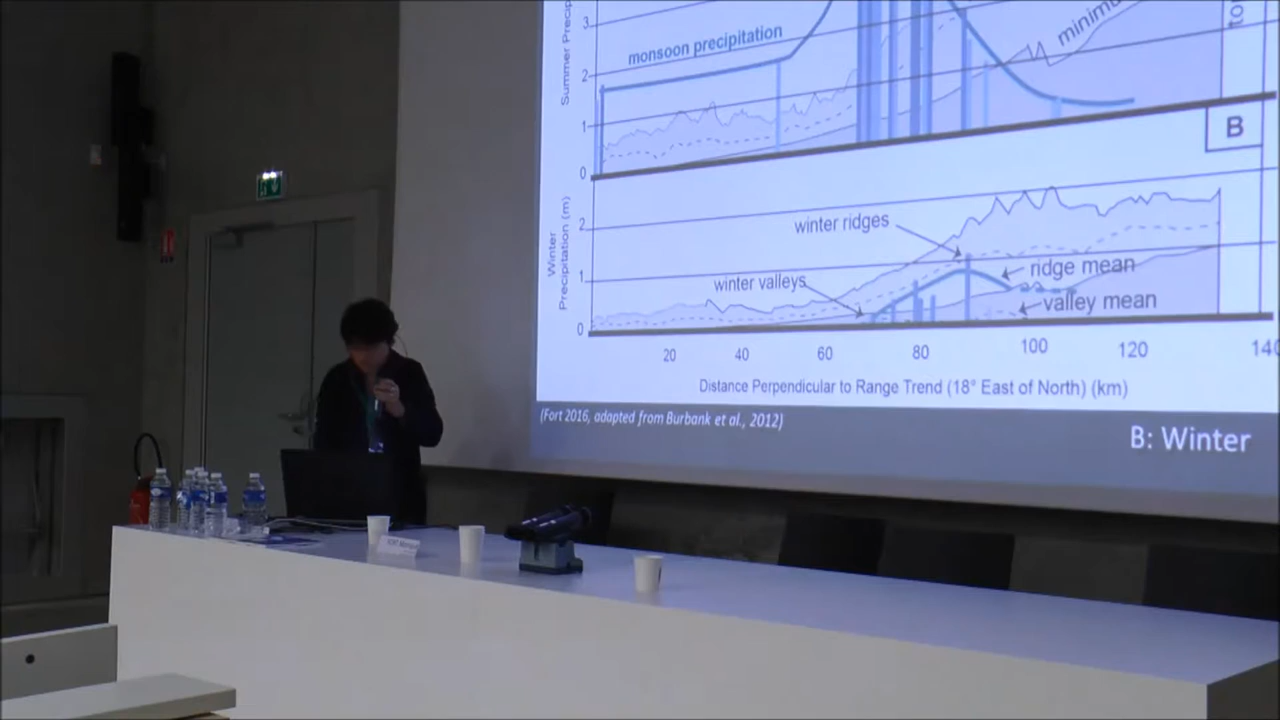 Summer Precip
3
2
1
0
monsoon precipitation
minimu
to
B
Winter
Precipitation (m)
2
1
0
winter ridges
winter valleys
ridge mean
valley mean
20 40 60 80 100 120 140
Distance Perpendicular to Range Trend (18° East of North) (km)
(Fort 2016, adapted from Burbank et al., 2012)
B: Winter